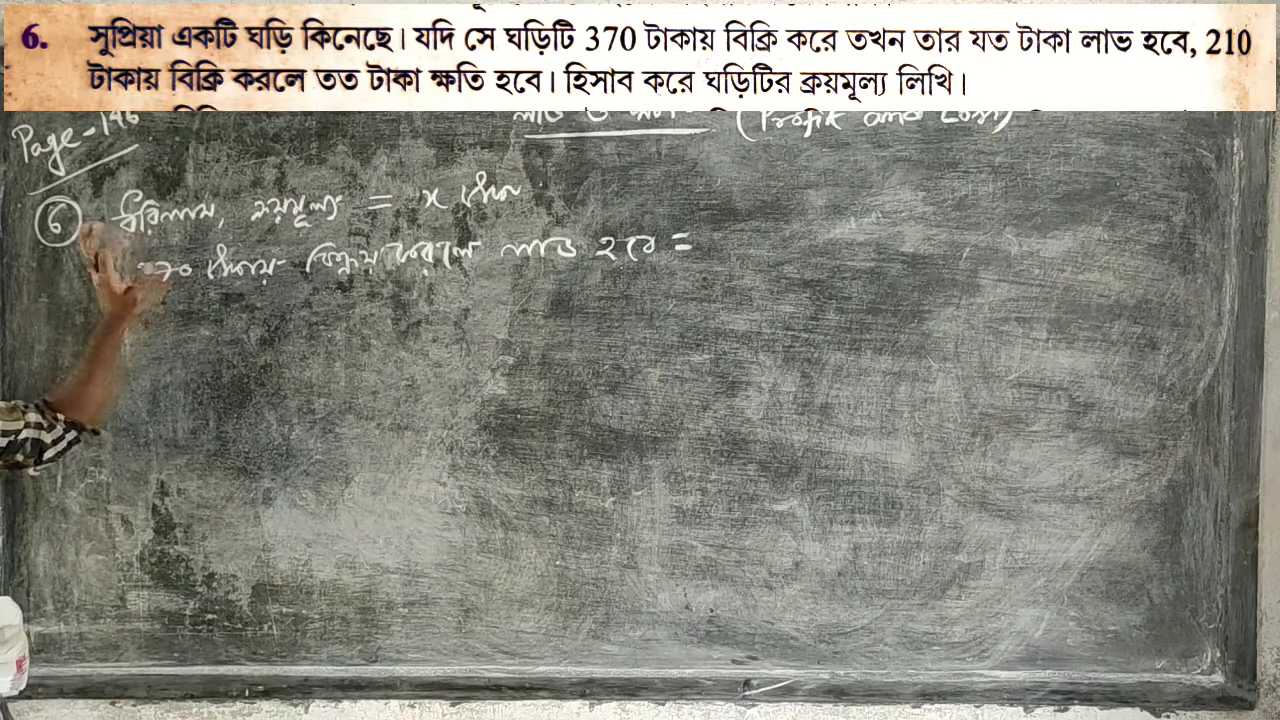 6. সুপ্রিয়া একটি ঘড়ি কিনেছে। যদি সে ঘড়িটি 370 টাকায় বিক্রি করে তখন তার যত টাকা লাভ হবে, 210
টাকায় বিক্রি করলে তত টাকা ক্ষতি হবে। হিসাব করে ঘড়িটির ক্রয়মূল্য লিখি।
Page-146
(Profit and Loss)
6 ধরিলাম, ক্রয়মূল্য = x টাকা
70 টাকায় বিক্রয় করলে লাভ হবে =